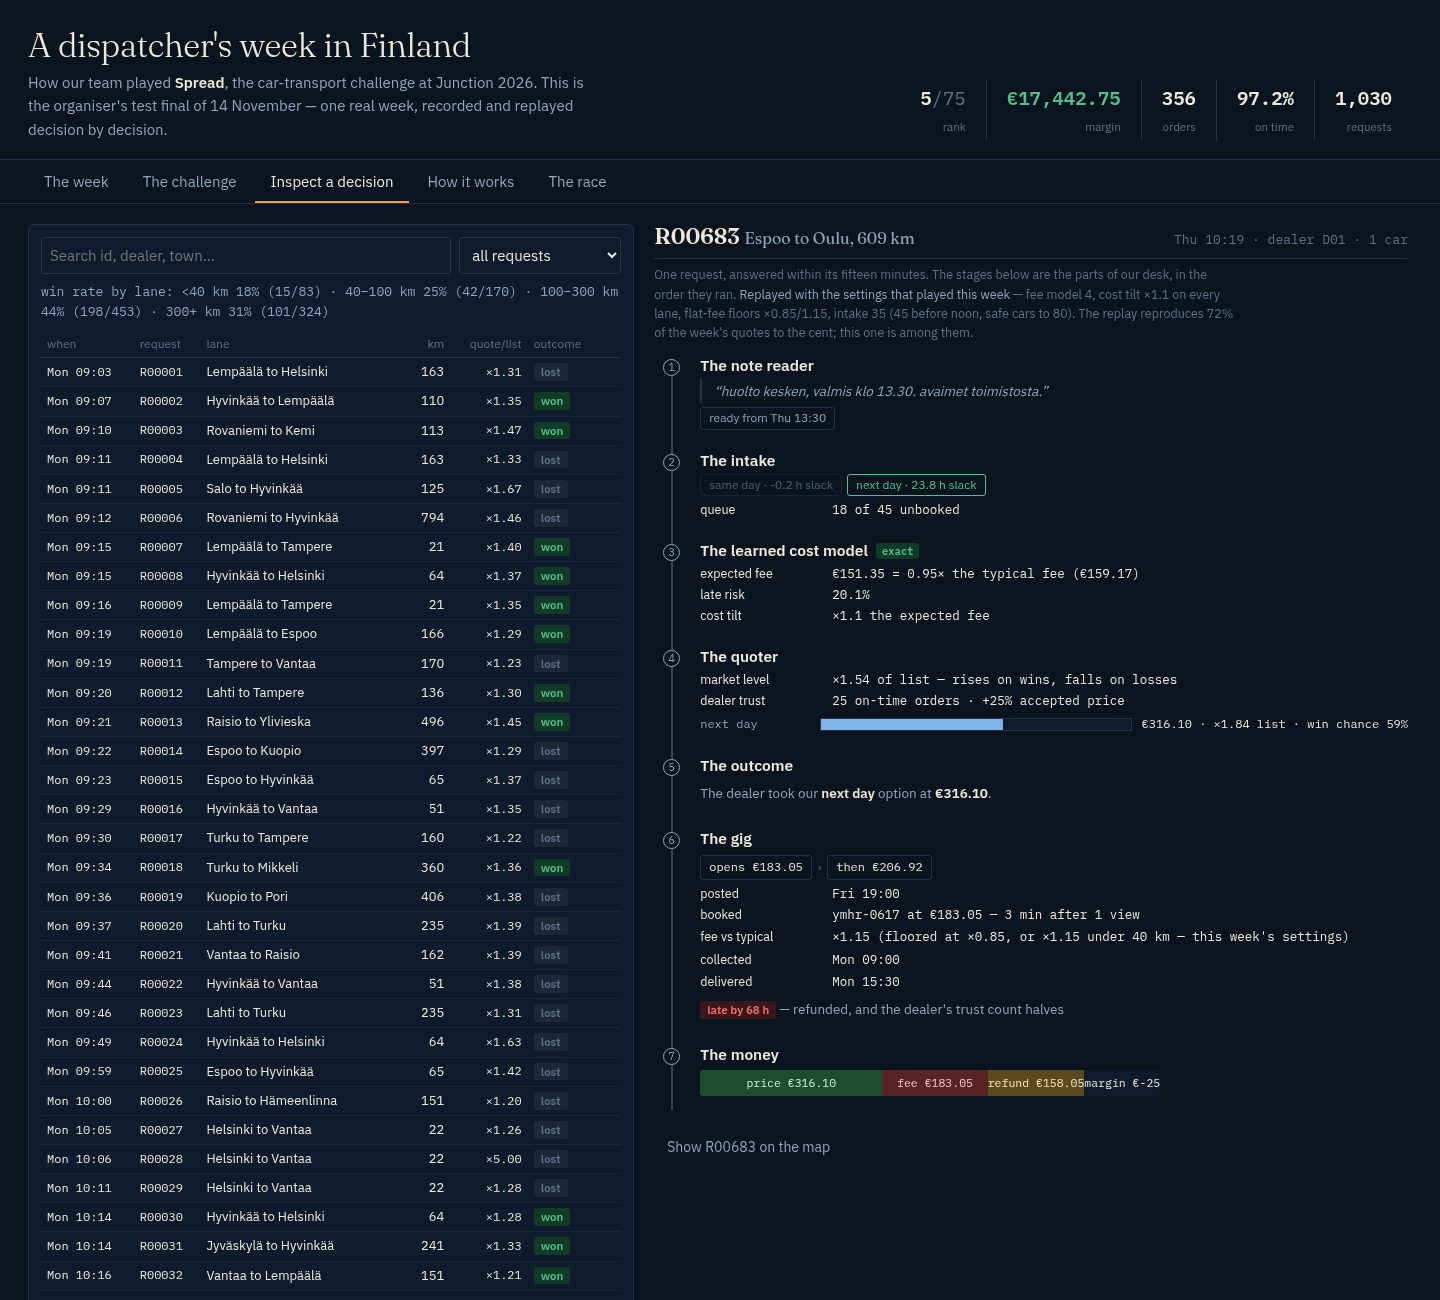 A dispatcher's week in Finland
How our team played Spread, the car-transport challenge at Junction 2026. This is
the organiser's test final of 14 November — one real week, recorded and replayed
decision by decision.
5/75 €17,442.75 356 97.2% 1,030
rank margin orders on time requests
The week The challenge Inspect a decision How it works The race
Search id, dealer, town... all requests
win rate by lane: <40 km 18% (15/83) · 40–100 km 25% (42/170) · 100–300 km
44% (198/453) · 300+ km 31% (101/324)
when request lane km quote/list outcome
Mon 09:03 R00001 Lempäälä to Helsinki 163 ×1.31 lost
Mon 09:07 R00002 Hyvinkää to Lempäälä 110 ×1.35 won
Mon 09:10 R00003 Rovaniemi to Kemi 113 ×1.47 won
Mon 09:11 R00004 Lempäälä to Helsinki 163 ×1.33 lost
Mon 09:11 R00005 Salo to Hyvinkää 125 ×1.67 lost
Mon 09:12 R00006 Rovaniemi to Hyvinkää 794 ×1.46 lost
Mon 09:15 R00007 Lempäälä to Tampere 21 ×1.40 won
Mon 09:15 R00008 Hyvinkää to Helsinki 64 ×1.37 won
Mon 09:16 R00009 Lempäälä to Tampere 21 ×1.35 won
Mon 09:19 R00010 Lempäälä to Espoo 166 ×1.29 won
Mon 09:19 R00011 Tampere to Vantaa 170 ×1.23 lost
Mon 09:20 R00012 Lahti to Tampere 136 ×1.30 won
Mon 09:21 R00013 Raisio to Ylivieska 496 ×1.45 won
Mon 09:22 R00014 Espoo to Kuopio 397 ×1.29 lost
Mon 09:23 R00015 Espoo to Hyvinkää 65 ×1.37 lost
Mon 09:29 R00016 Hyvinkää to Vantaa 51 ×1.35 lost
Mon 09:30 R00017 Turku to Tampere 160 ×1.22 lost
Mon 09:34 R00018 Turku to Mikkeli 360 ×1.36 won
Mon 09:36 R00019 Kuopio to Pori 406 ×1.38 lost
Mon 09:37 R00020 Lahti to Turku 235 ×1.39 lost
Mon 09:41 R00021 Vantaa to Raisio 162 ×1.39 lost
Mon 09:44 R00022 Hyvinkää to Vantaa 51 ×1.38 lost
Mon 09:46 R00023 Lahti to Turku 235 ×1.31 lost
Mon 09:49 R00024 Hyvinkää to Helsinki 64 ×1.63 lost
Mon 09:59 R00025 Espoo to Hyvinkää 65 ×1.42 lost
Mon 10:00 R00026 Raisio to Hämeenlinna 151 ×1.20 lost
Mon 10:05 R00027 Helsinki to Vantaa 22 ×1.26 lost
Mon 10:06 R00028 Helsinki to Vantaa 22 ×5.00 lost
Mon 10:11 R00029 Helsinki to Vantaa 22 ×1.28 lost
Mon 10:14 R00030 Hyvinkää to Helsinki 64 ×1.28 won
Mon 10:14 R00031 Jyväskylä to Hyvinkää 241 ×1.33 won
Mon 10:16 R00032 Vantaa to Lempäälä 151 ×1.21 won
R00683 Espoo to Oulu, 609 km Thu 10:19 · dealer D01 · 1 car
One request, answered within its fifteen minutes. The stages below are the parts of our desk, in the
order they ran. Replayed with the settings that played this week — fee model 4, cost tilt ×1.1 on every
lane, flat-fee floors ×0.85/1.15, intake 35 (45 before noon, safe cars to 80). The replay reproduces 72%
of the week's quotes to the cent; this one is among them.
1 The note reader
“huolto kesken, valmis klo 13.30. avaimet toimistosta.”
ready from Thu 13:30
2 The intake
same day · -0.2 h slack next day · 23.8 h slack
queue 18 of 45 unbooked
3 The learned cost model exact
expected fee €151.35 = 0.95× the typical fee (€159.17)
late risk 20.1%
cost tilt ×1.1 the expected fee
4 The quoter
market level ×1.54 of list — rises on wins, falls on losses
dealer trust 25 on-time orders · +25% accepted price
next day €316.10 · ×1.84 list · win chance 59%
5 The outcome
The dealer took our next day option at €316.10.
6 The gig
opens €183.05 › then €206.92
posted Fri 19:00
booked ymhr-0617 at €183.05 — 3 min after 1 view
fee vs typical ×1.15 (floored at ×0.85, or ×1.15 under 40 km — this week's settings)
collected Mon 09:00
delivered Mon 15:30
late by 68 h — refunded, and the dealer's trust count halves
7 The money
price €316.10 fee €183.05 refund €158.05 margin €-25
Show R00683 on the map